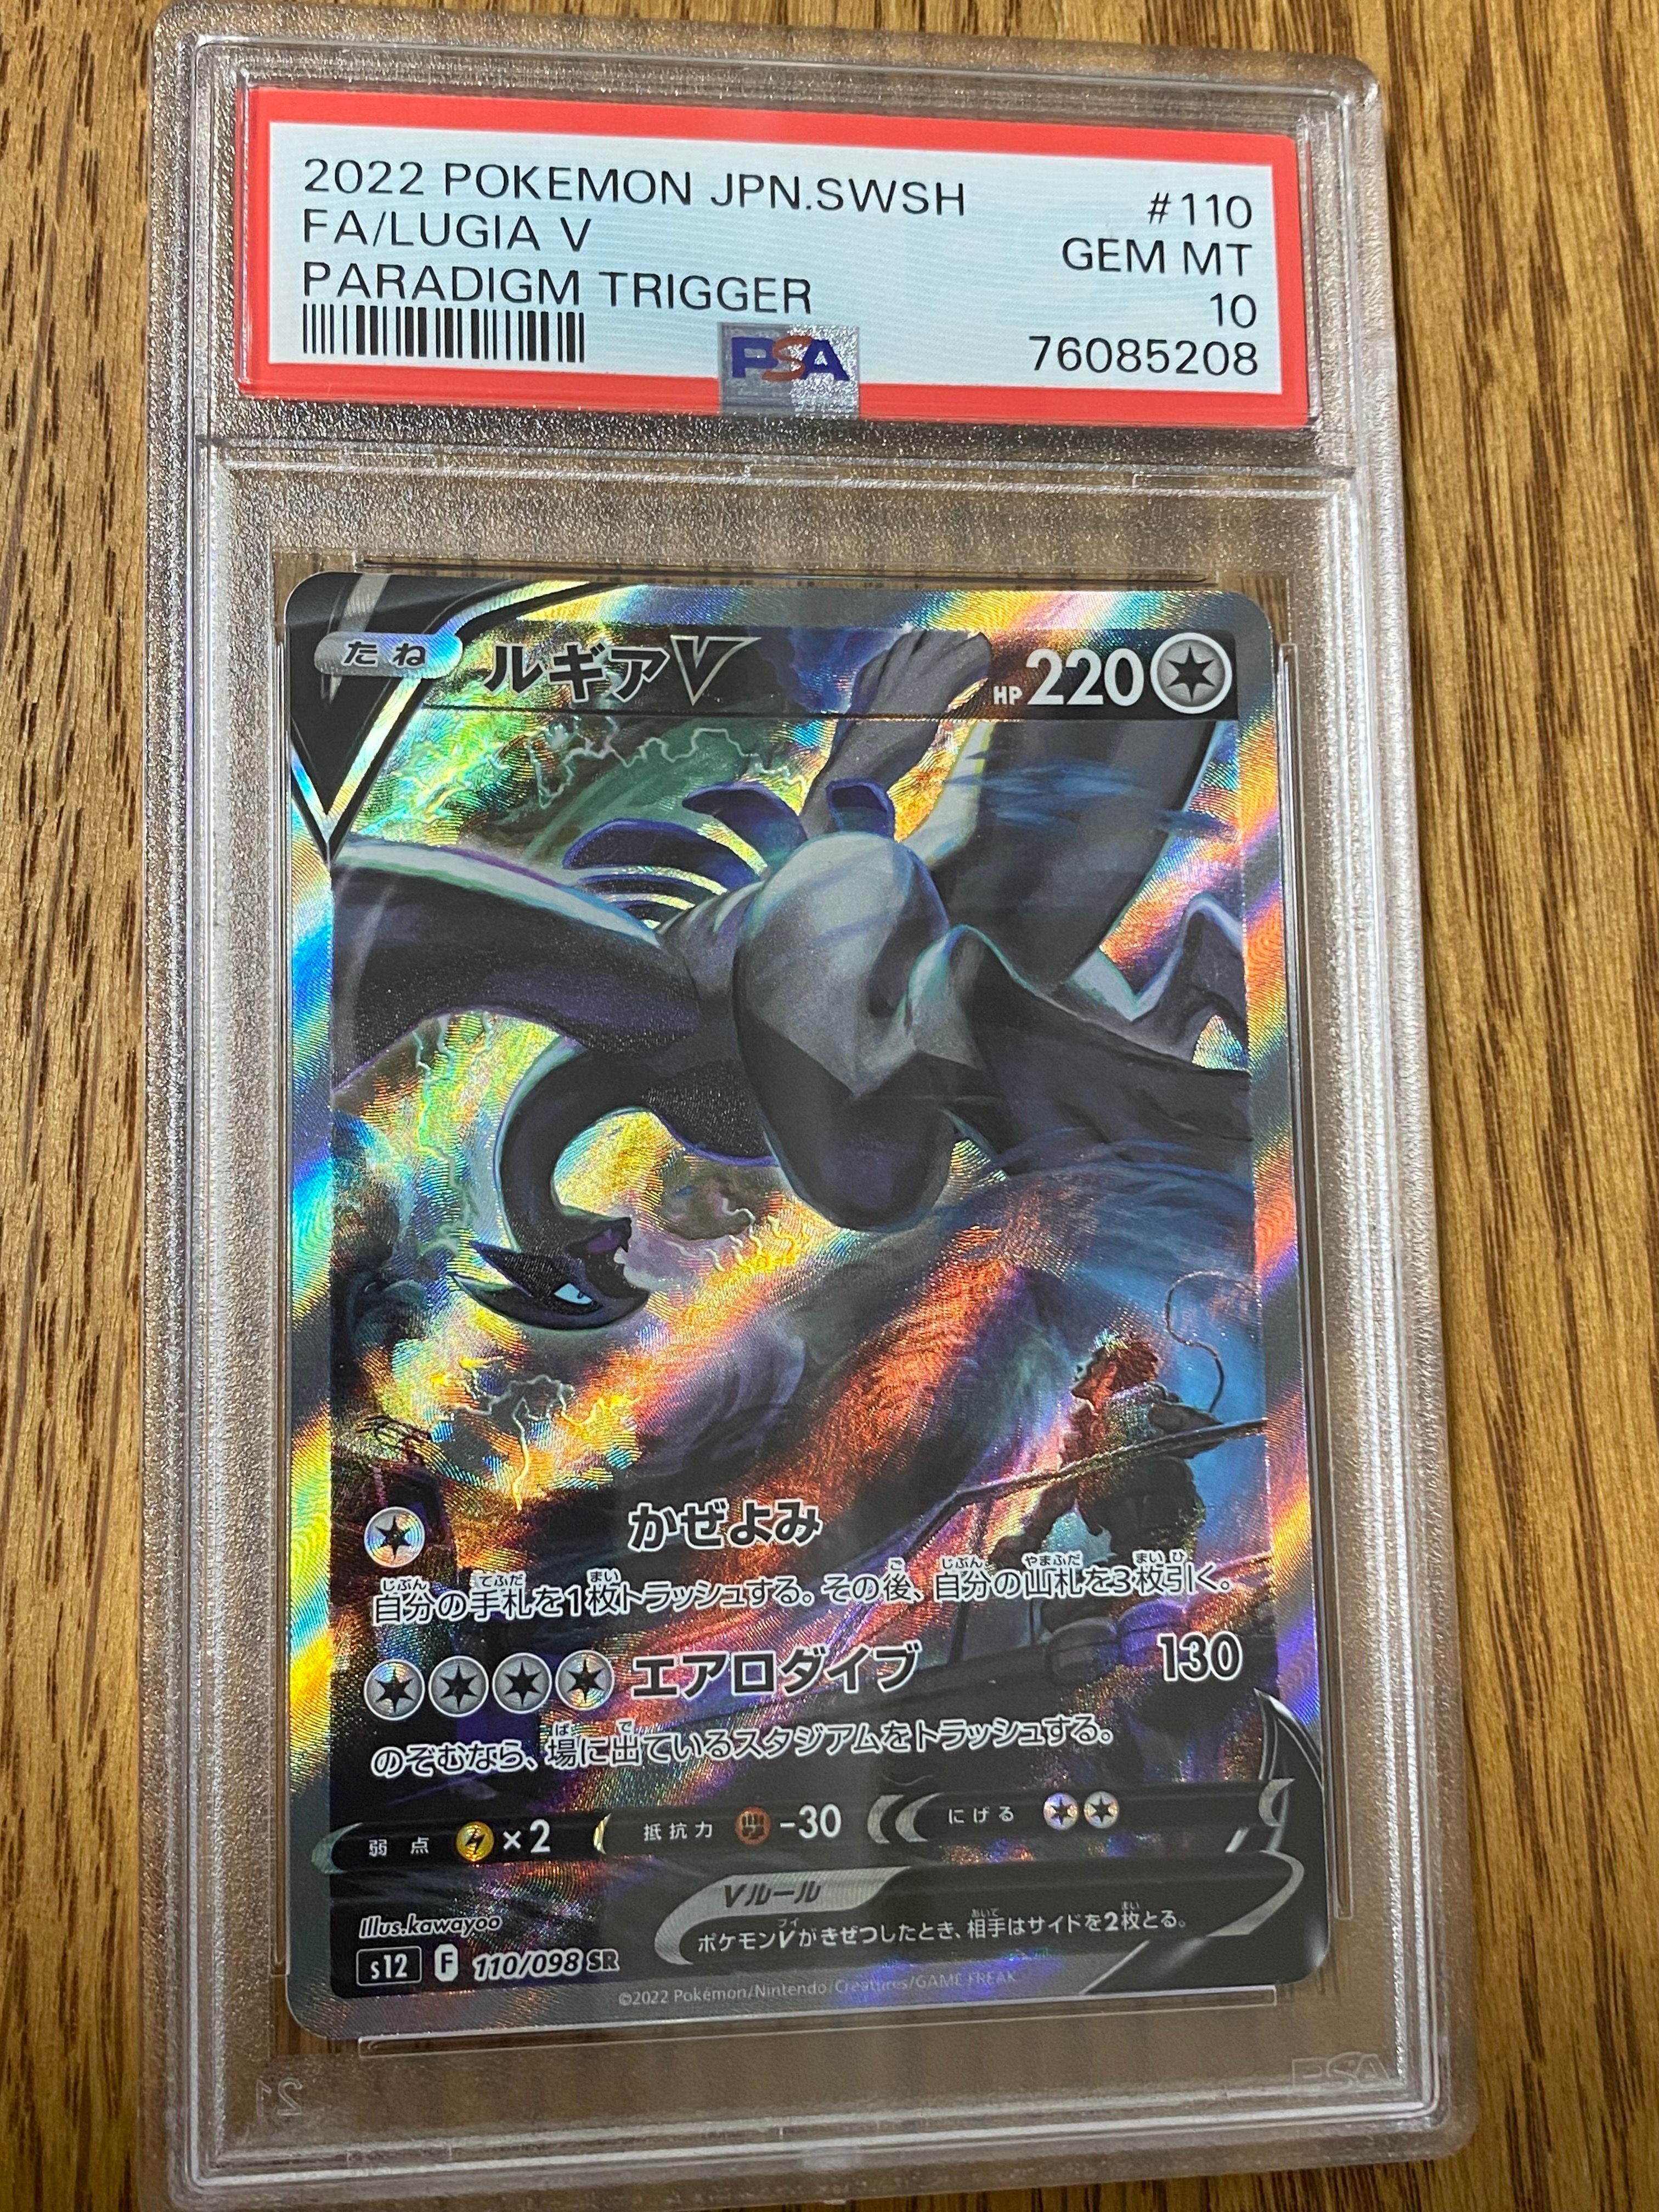 2022 POKEMON JPN.SWSH #110
FA/LUGIA V GEM MT
PARADIGM TRIGGER 10
PSA 76085208
たね ルギアV HP220
かぜよみ
自分の手札を1枚トラッシュする。その後、自分の山札を3枚引く。
エアロダイブ 130
のぞむなら、場に出ているスタジアムをトラッシュする。
弱点 ×2 抵抗力 -30 にげる
Vルール
ポケモンVがきぜつしたとき、相手はサイドを2枚とる。
Illus.kawayoo
s12 F 110/098 SR
©2022 Pokémon/Nintendo/Creatures/GAME FREAK